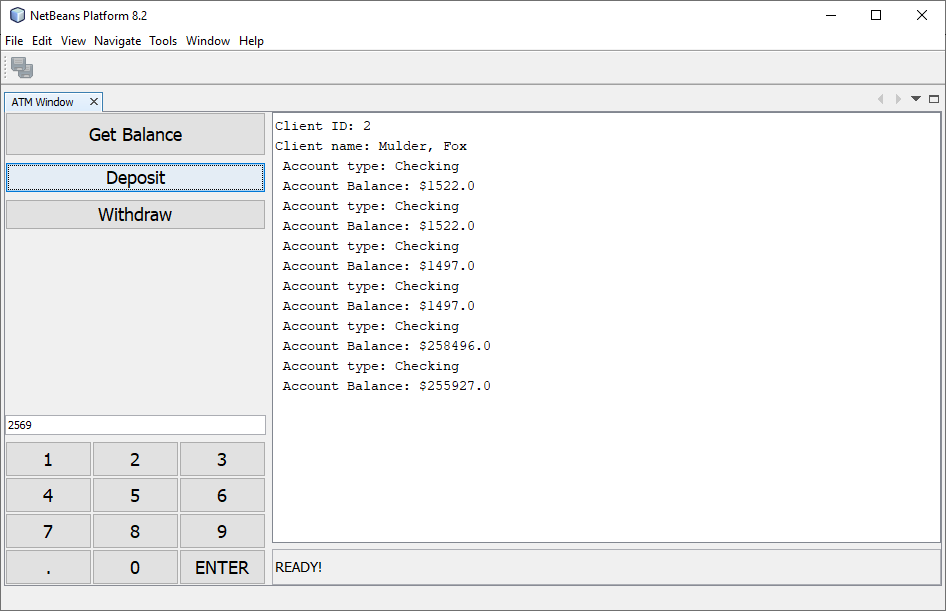 NetBeans Platform 8.2
File Edit View Navigate Tools Window Help
ATM Window
Get Balance
Deposit
Withdraw
2569
1 2 3
4 5 6
7 8 9
. 0 ENTER
Client ID: 2
Client name: Mulder, Fox
Account type: Checking
Account Balance: $1522.0
Account type: Checking
Account Balance: $1522.0
Account type: Checking
Account Balance: $1497.0
Account type: Checking
Account Balance: $1497.0
Account type: Checking
Account Balance: $258496.0
Account type: Checking
Account Balance: $255927.0
READY!